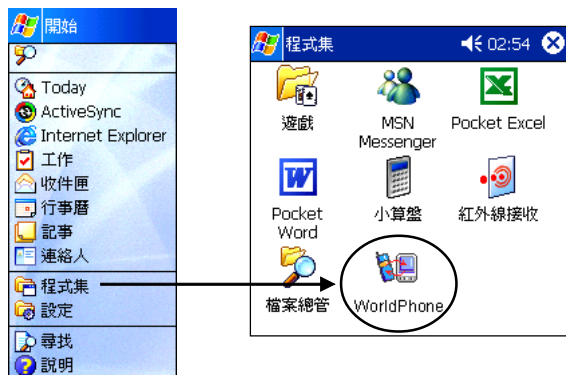 開始
Today
ActiveSync
Internet Explorer
工作
收件匣
行事曆
記事
連絡人
程式集
設定
尋找
說明
程式集
02:54
遊戲
MSN
Messenger
Pocket Excel
Pocket
Word
小算盤
紅外線接收
檔案總管
WorldPhone